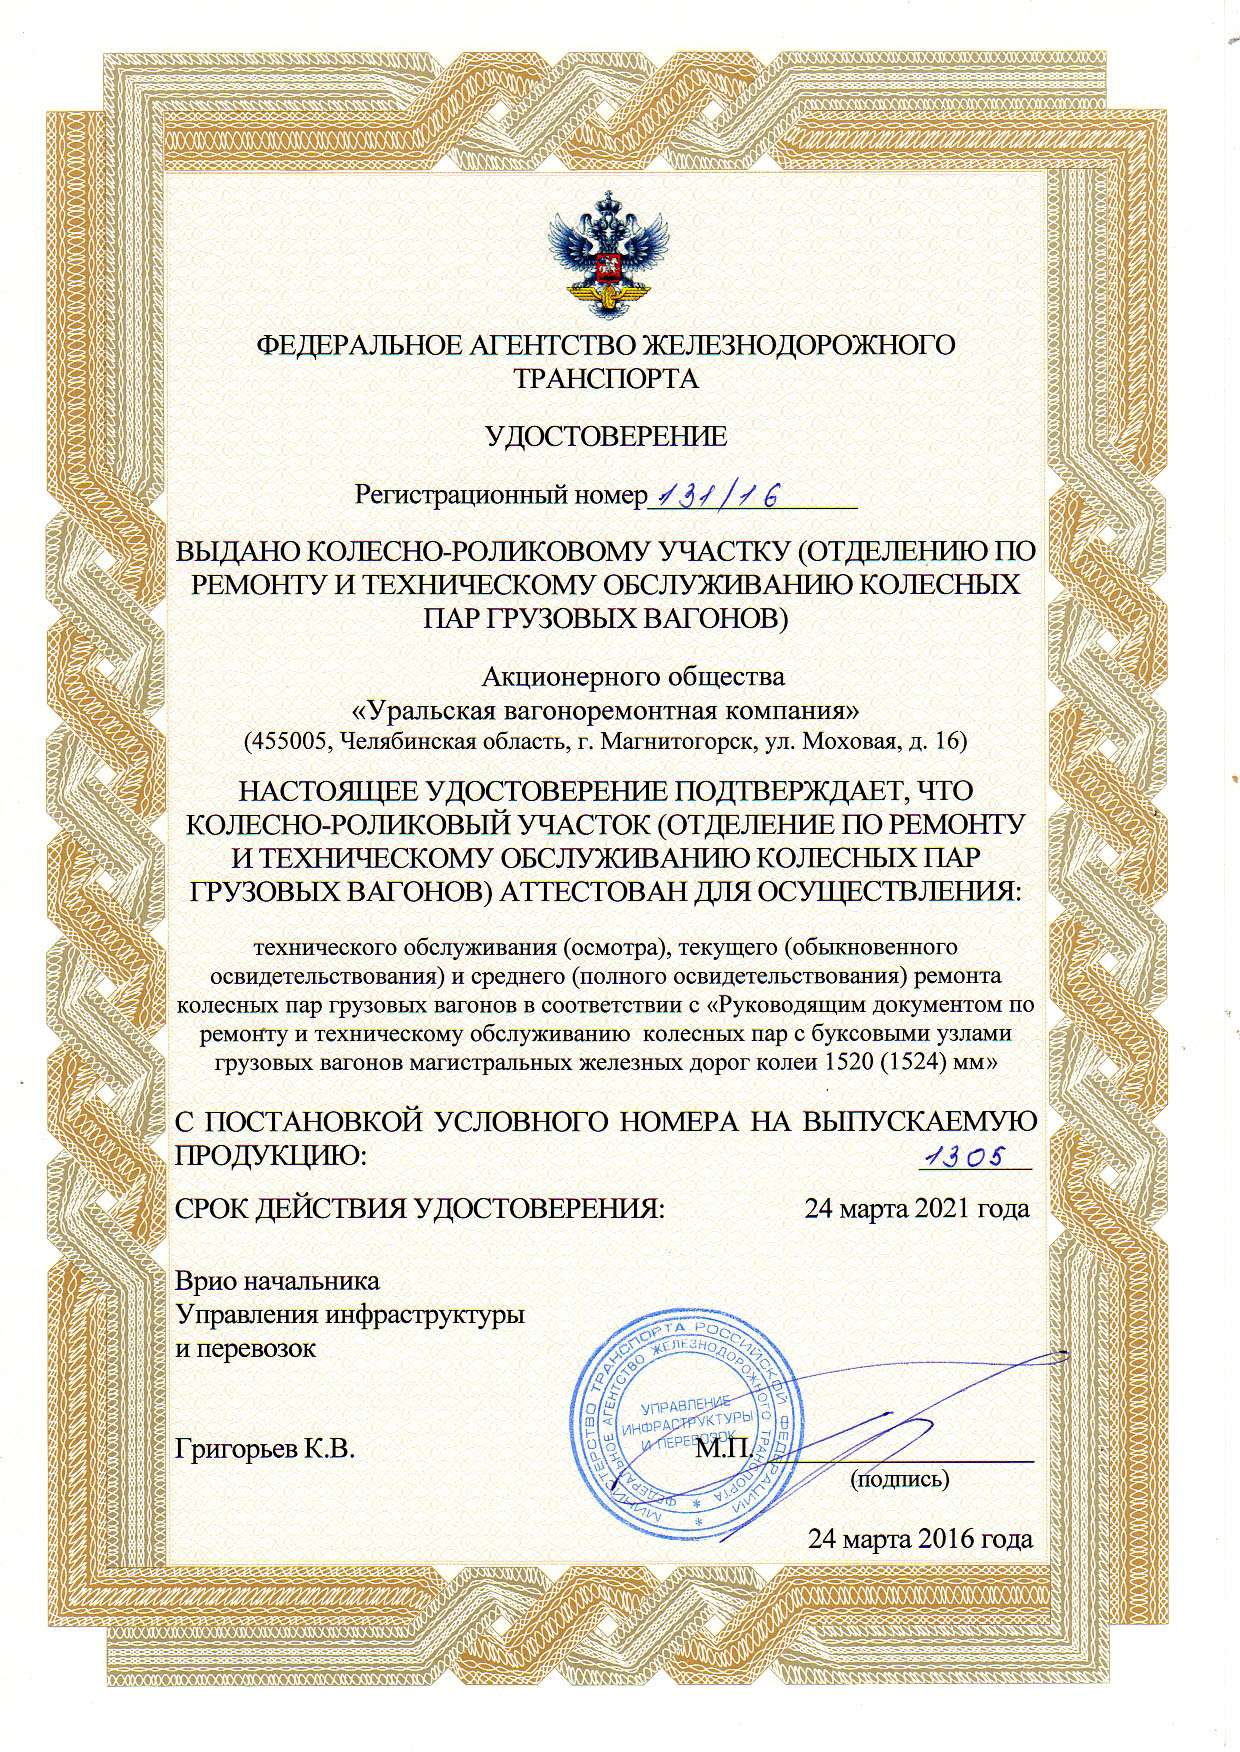 ФЕДЕРАЛЬНОЕ АГЕНТСТВО ЖЕЛЕЗНОДОРОЖНОГО
ТРАНСПОРТА
УДОСТОВЕРЕНИЕ
Регистрационный номер 131/16
ВЫДАНО КОЛЕСНО-РОЛИКОВОМУ УЧАСТКУ (ОТДЕЛЕНИЮ ПО
РЕМОНТУ И ТЕХНИЧЕСКОМУ ОБСЛУЖИВАНИЮ КОЛЕСНЫХ
ПАР ГРУЗОВЫХ ВАГОНОВ)
Акционерного общества
«Уральская вагоноремонтная компания»
(455005, Челябинская область, г. Магнитогорск, ул. Моховая, д. 16)
НАСТОЯЩЕЕ УДОСТОВЕРЕНИЕ ПОДТВЕРЖДАЕТ, ЧТО
КОЛЕСНО-РОЛИКОВЫЙ УЧАСТОК (ОТДЕЛЕНИЕ ПО РЕМОНТУ
И ТЕХНИЧЕСКОМУ ОБСЛУЖИВАНИЮ КОЛЕСНЫХ ПАР
ГРУЗОВЫХ ВАГОНОВ) АТТЕСТОВАН ДЛЯ ОСУЩЕСТВЛЕНИЯ:
технического обслуживания (осмотра), текущего (обыкновенного
освидетельствования) и среднего (полного освидетельствования) ремонта
колесных пар грузовых вагонов в соответствии с «Руководящим документом по
ремонту и техническому обслуживанию колесных пар с буксовыми узлами
грузовых вагонов магистральных железных дорог колеи 1520 (1524) мм»
С ПОСТАНОВКОЙ УСЛОВНОГО НОМЕРА НА ВЫПУСКАЕМУЮ
ПРОДУКЦИЮ: 1305
СРОК ДЕЙСТВИЯ УДОСТОВЕРЕНИЯ: 24 марта 2021 года
Врио начальника
Управления инфраструктуры
и перевозок
МИНИСТЕРСТВО ТРАНСПОРТА РОССИЙСКОЙ ФЕДЕРАЦИИ *
ФЕДЕРАЛЬНОЕ АГЕНТСТВО ЖЕЛЕЗНОДОРОЖНОГО ТРАНСПОРТА *
УПРАВЛЕНИЕ
ИНФРАСТРУКТУРЫ
И ПЕРЕВОЗОК
Григорьев К.В. М.П.
(подпись)
24 марта 2016 года